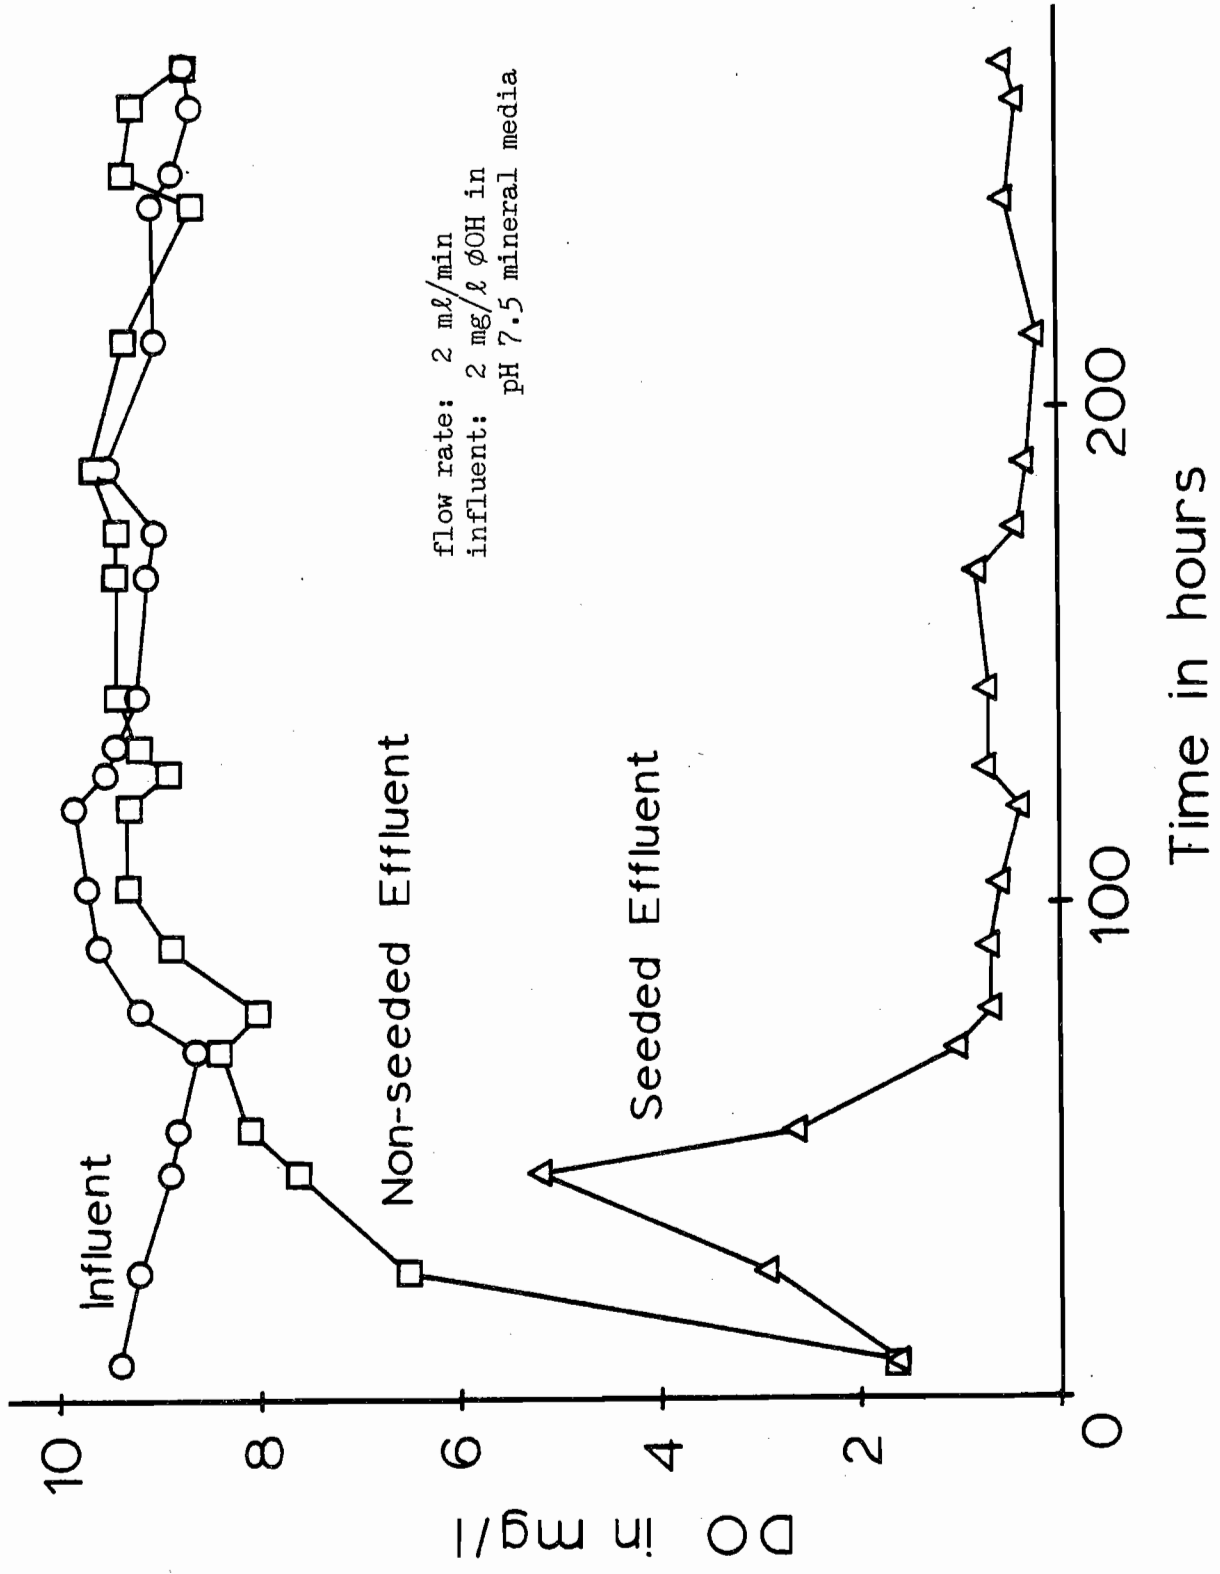 DO in mg/l
10
8
6
4
2
0
100
200
Time in hours
Influent
Non-seeded Effluent
Seeded Effluent
flow rate: 2 mℓ/min
influent: 2 mg/ℓ ØOH in
pH 7.5 mineral media